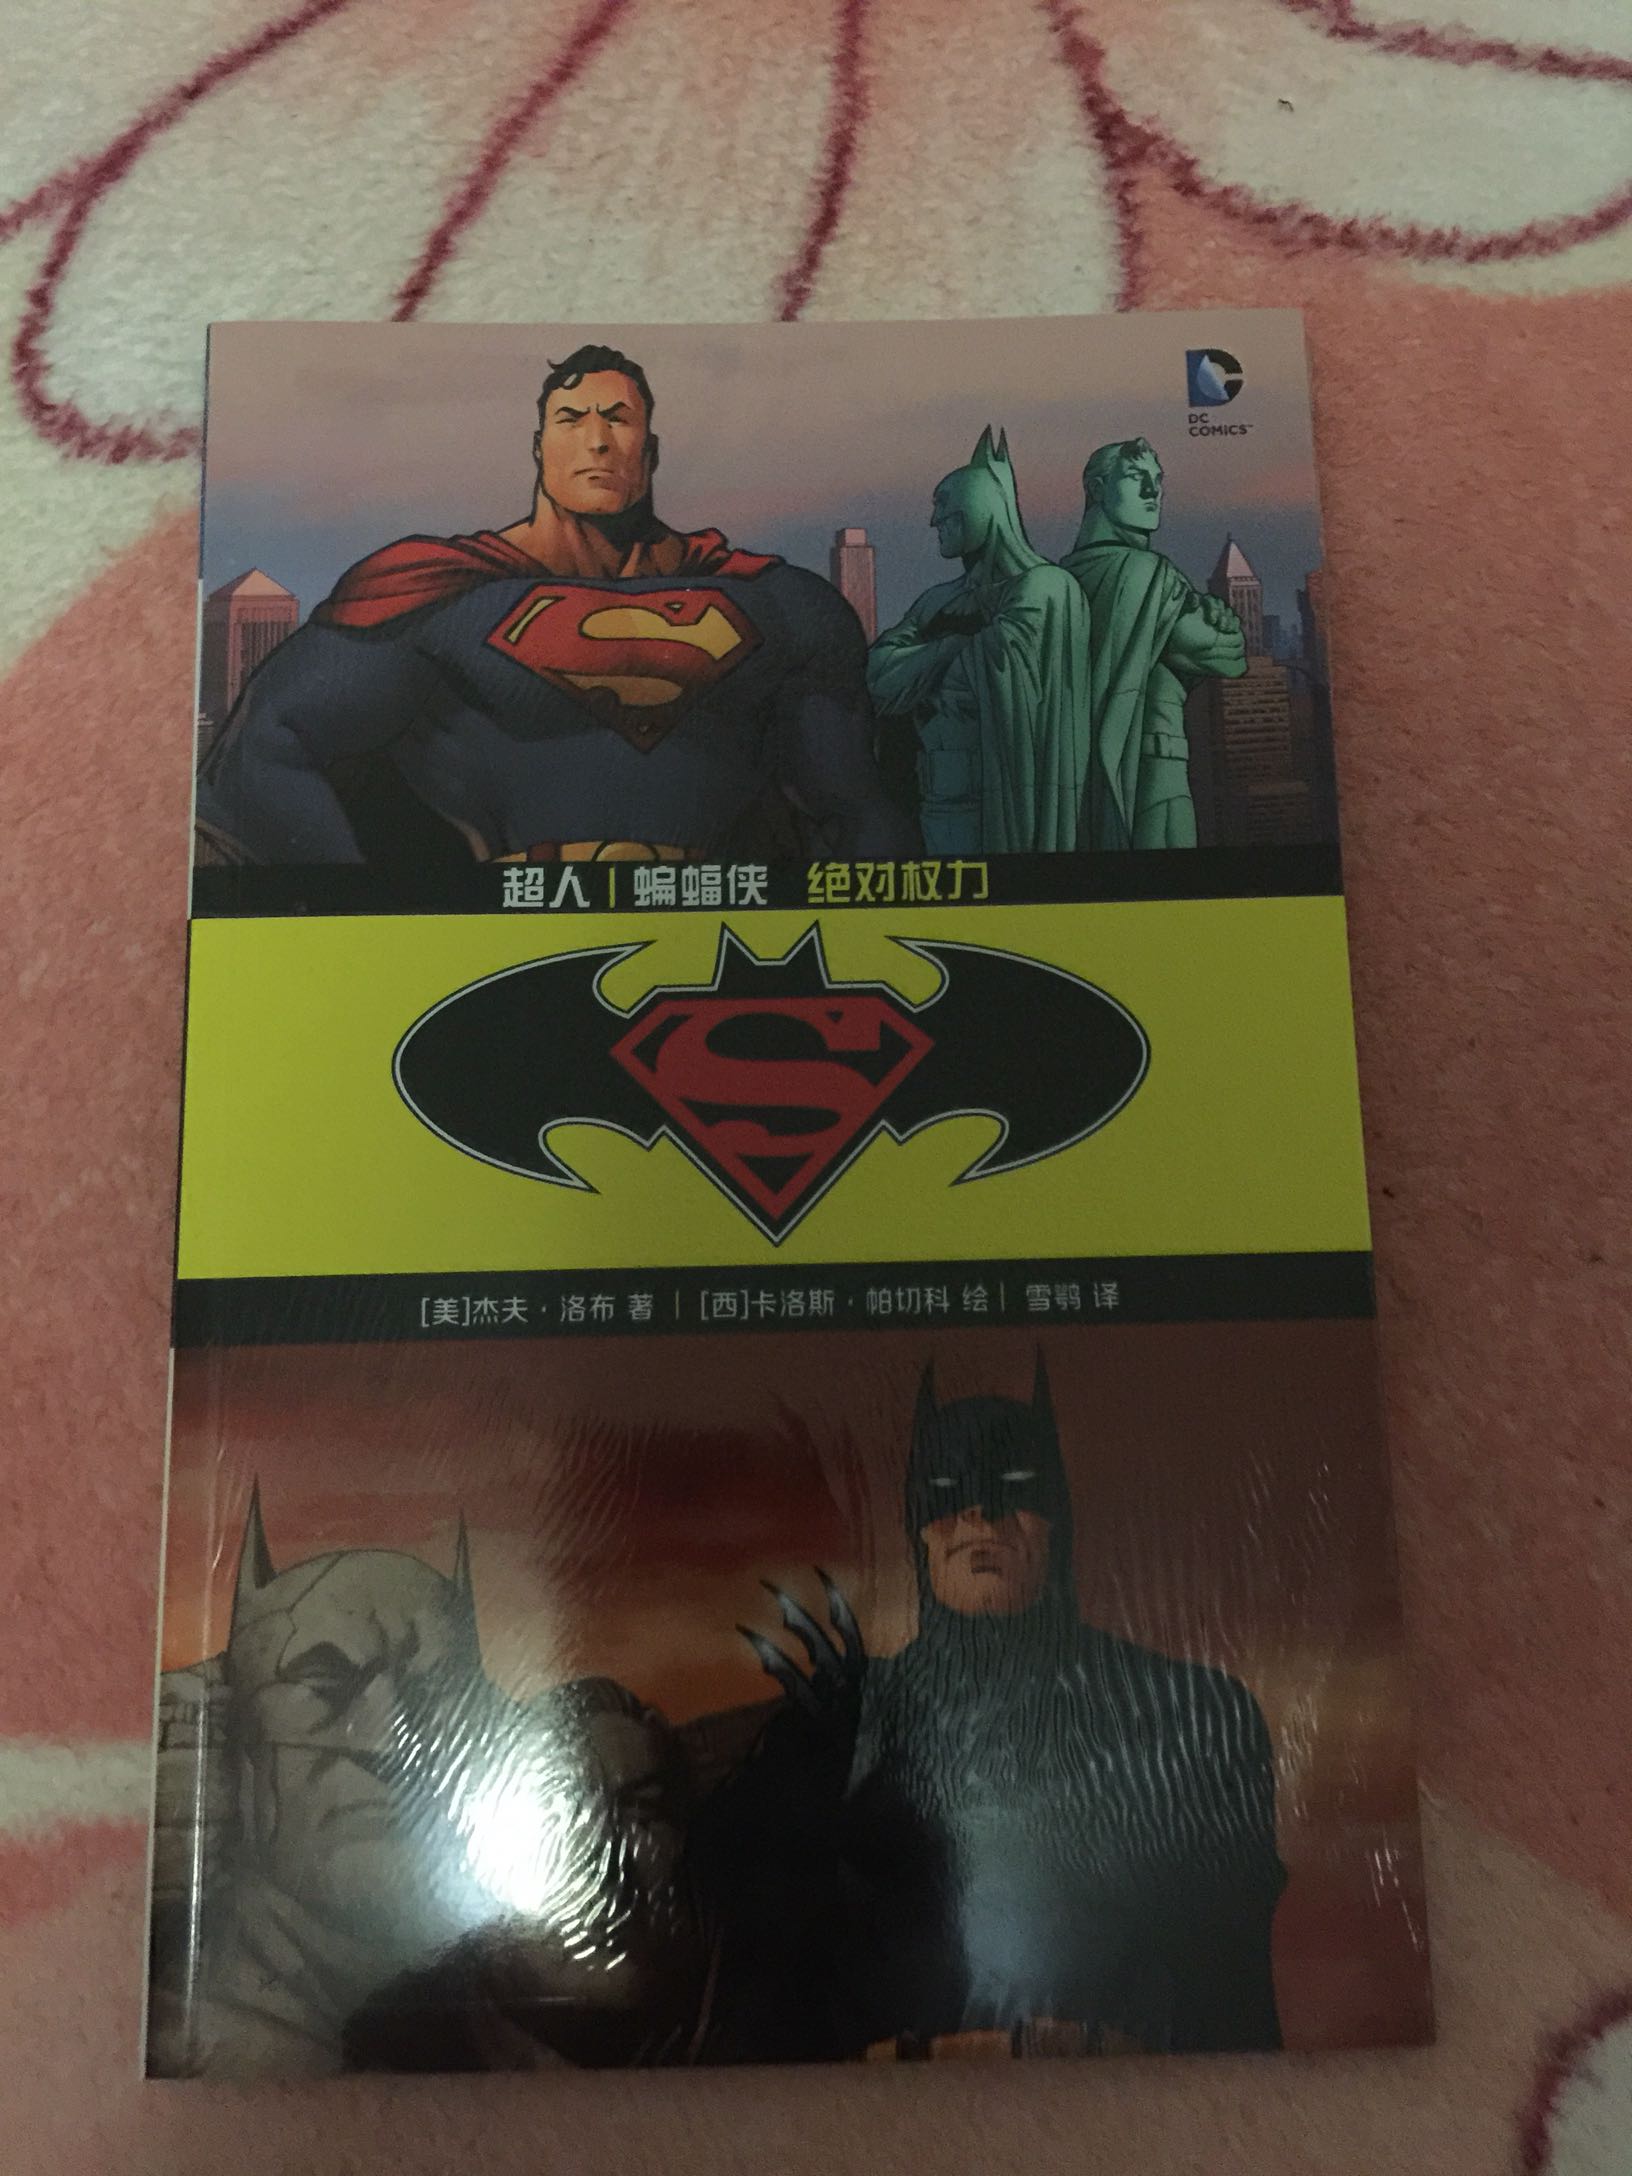 DC
COMICS™
超人 | 蝙蝠侠 绝对权力
[美]杰夫·洛布 著 | [西]卡洛斯·帕切科 绘 | 雪鸮 译